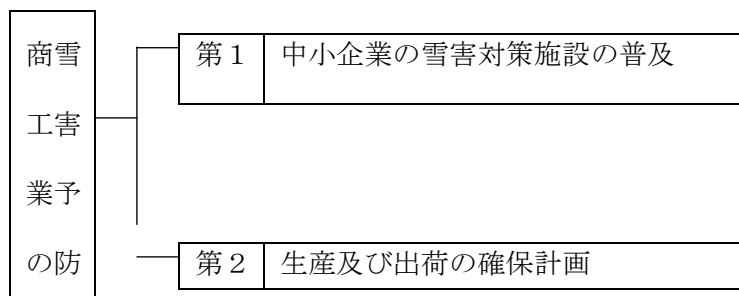 商工業の
雪害予防
第１　中小企業の雪害対策施設の普及
第２　生産及び出荷の確保計画